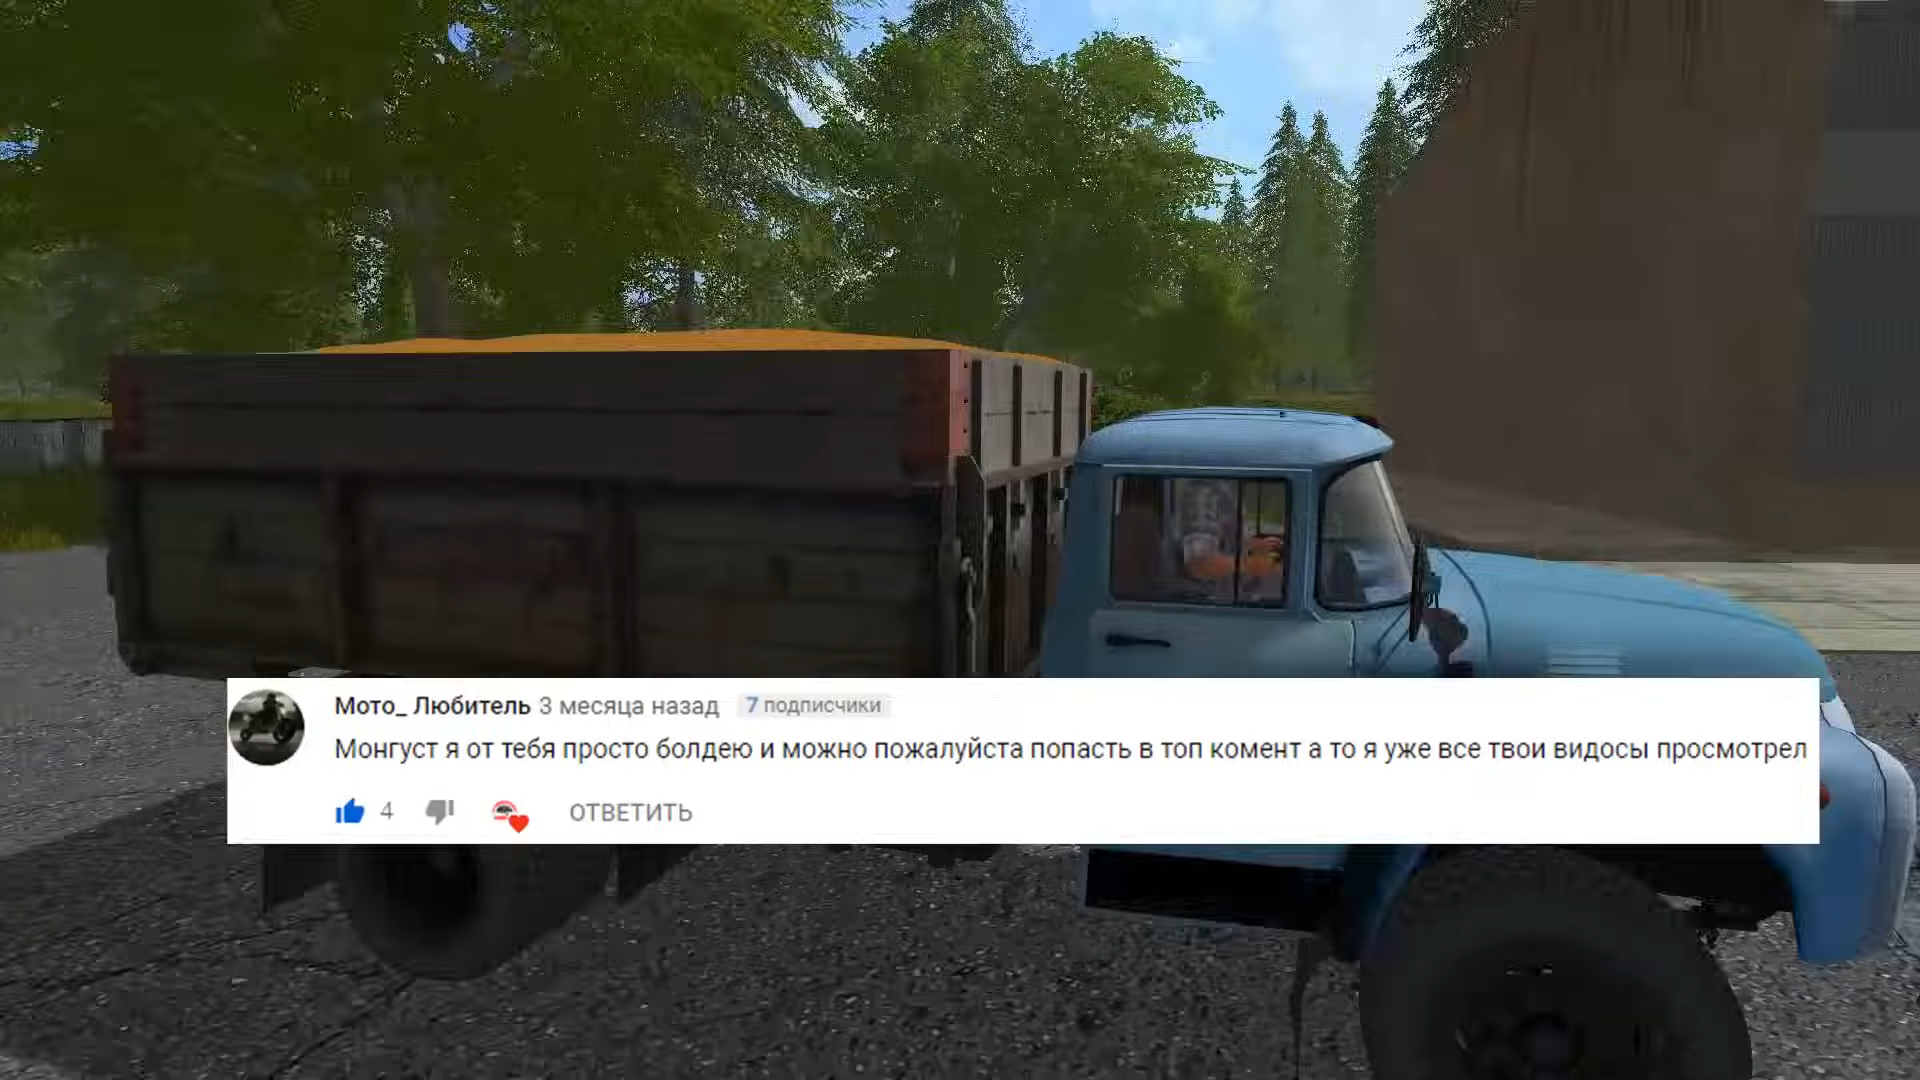 Мото_ Любитель 3 месяца назад 7 подписчики
Монгуст я от тебя просто болдею и можно пожалуйста попасть в топ комент а то я уже все твои видосы просмотрел
4 ОТВЕТИТЬ